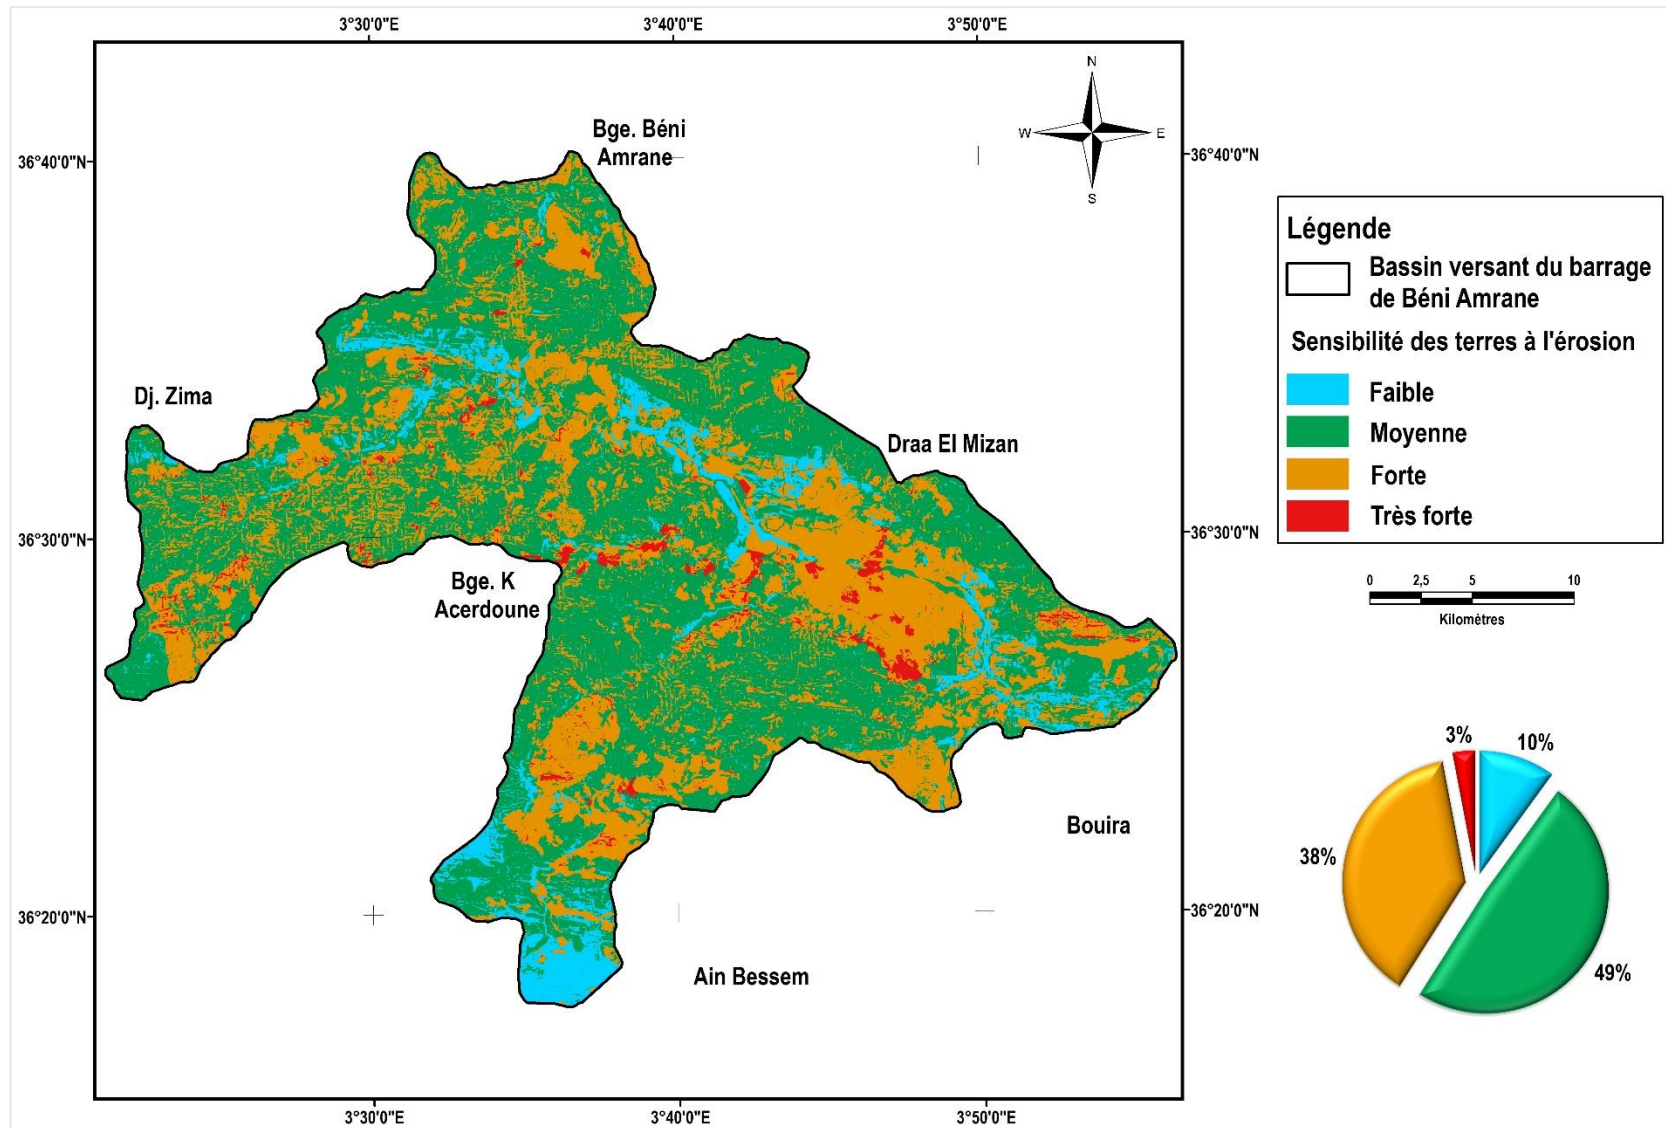 3°30'0"E
3°40'0"E
3°50'0"E
N
W
E
S
Bge. Béni
Amrane
36°40'0"N
36°40'0"N
Légende
Bassin versant du barrage
de Béni Amrane
Sensibilité des terres à l'érosion
Faible
Moyenne
Forte
Très forte
Dj. Zima
Draa El Mizan
36°30'0"N
36°30'0"N
Bge. K
Acerdoune
0 2,5 5 10
Kilomètres
3%
10%
38%
49%
Bouira
36°20'0"N
36°20'0"N
Ain Bessem
3°30'0"E
3°40'0"E
3°50'0"E